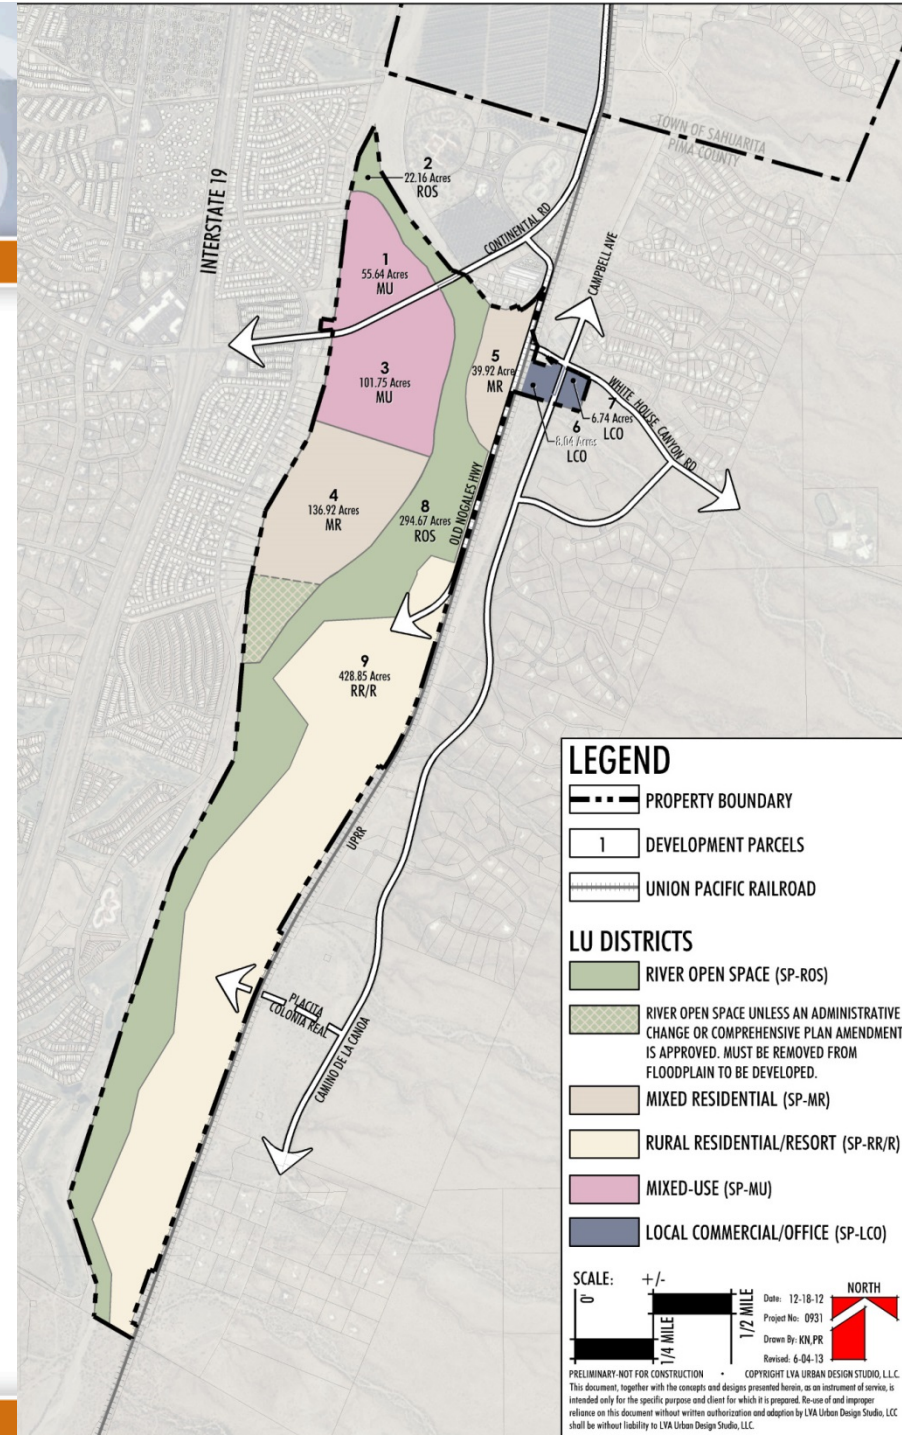 TOWN OF SAHUARITA
PIMA COUNTY
INTERSTATE 19
2
22.16 Acres
ROS
CONTINENTAL RD
CAMPBELL AVE
1
55.64 Acres
MU
3
101.75 Acres
MU
5
39.92 Acre
MR
WHITE HOUSE CANYON RD
7
6.74 Acres
LCO
6
8.04 Acres
LCO
4
136.92 Acres
MR
8
294.67 Acres
ROS
OLD NOGALES HWY
9
428.85 Acres
RR/R
UPRR
PLACITA
COLONIA REAL
CAMINO DE LA CANOA
LEGEND
PROPERTY BOUNDARY
1 DEVELOPMENT PARCELS
UNION PACIFIC RAILROAD
LU DISTRICTS
RIVER OPEN SPACE (SP-ROS)
RIVER OPEN SPACE UNLESS AN ADMINISTRATIVE
CHANGE OR COMPREHENSIVE PLAN AMENDMENT
IS APPROVED. MUST BE REMOVED FROM
FLOODPLAIN TO BE DEVELOPED.
MIXED RESIDENTIAL (SP-MR)
RURAL RESIDENTIAL/RESORT (SP-RR/R)
MIXED-USE (SP-MU)
LOCAL COMMERCIAL/OFFICE (SP-LCO)
SCALE: +/-
0'
1/4 MILE
1/2 MILE
Date: 12-18-12
Project No: 0931
Drawn By: KN,PR
Revised: 6-04-13
NORTH
PRELIMINARY-NOT FOR CONSTRUCTION • COPYRIGHT LVA URBAN DESIGN STUDIO, L.L.C.
This document, together with the concepts and designs presented herein, as an instrument of service, is
intended only for the specific purpose and client for which it is prepared. Re-use of and improper
reliance on this document without written authorization and adaption by LVA Urban Design Studio, LCC
shall be without liability to LVA Urban Design Studio, LLC.